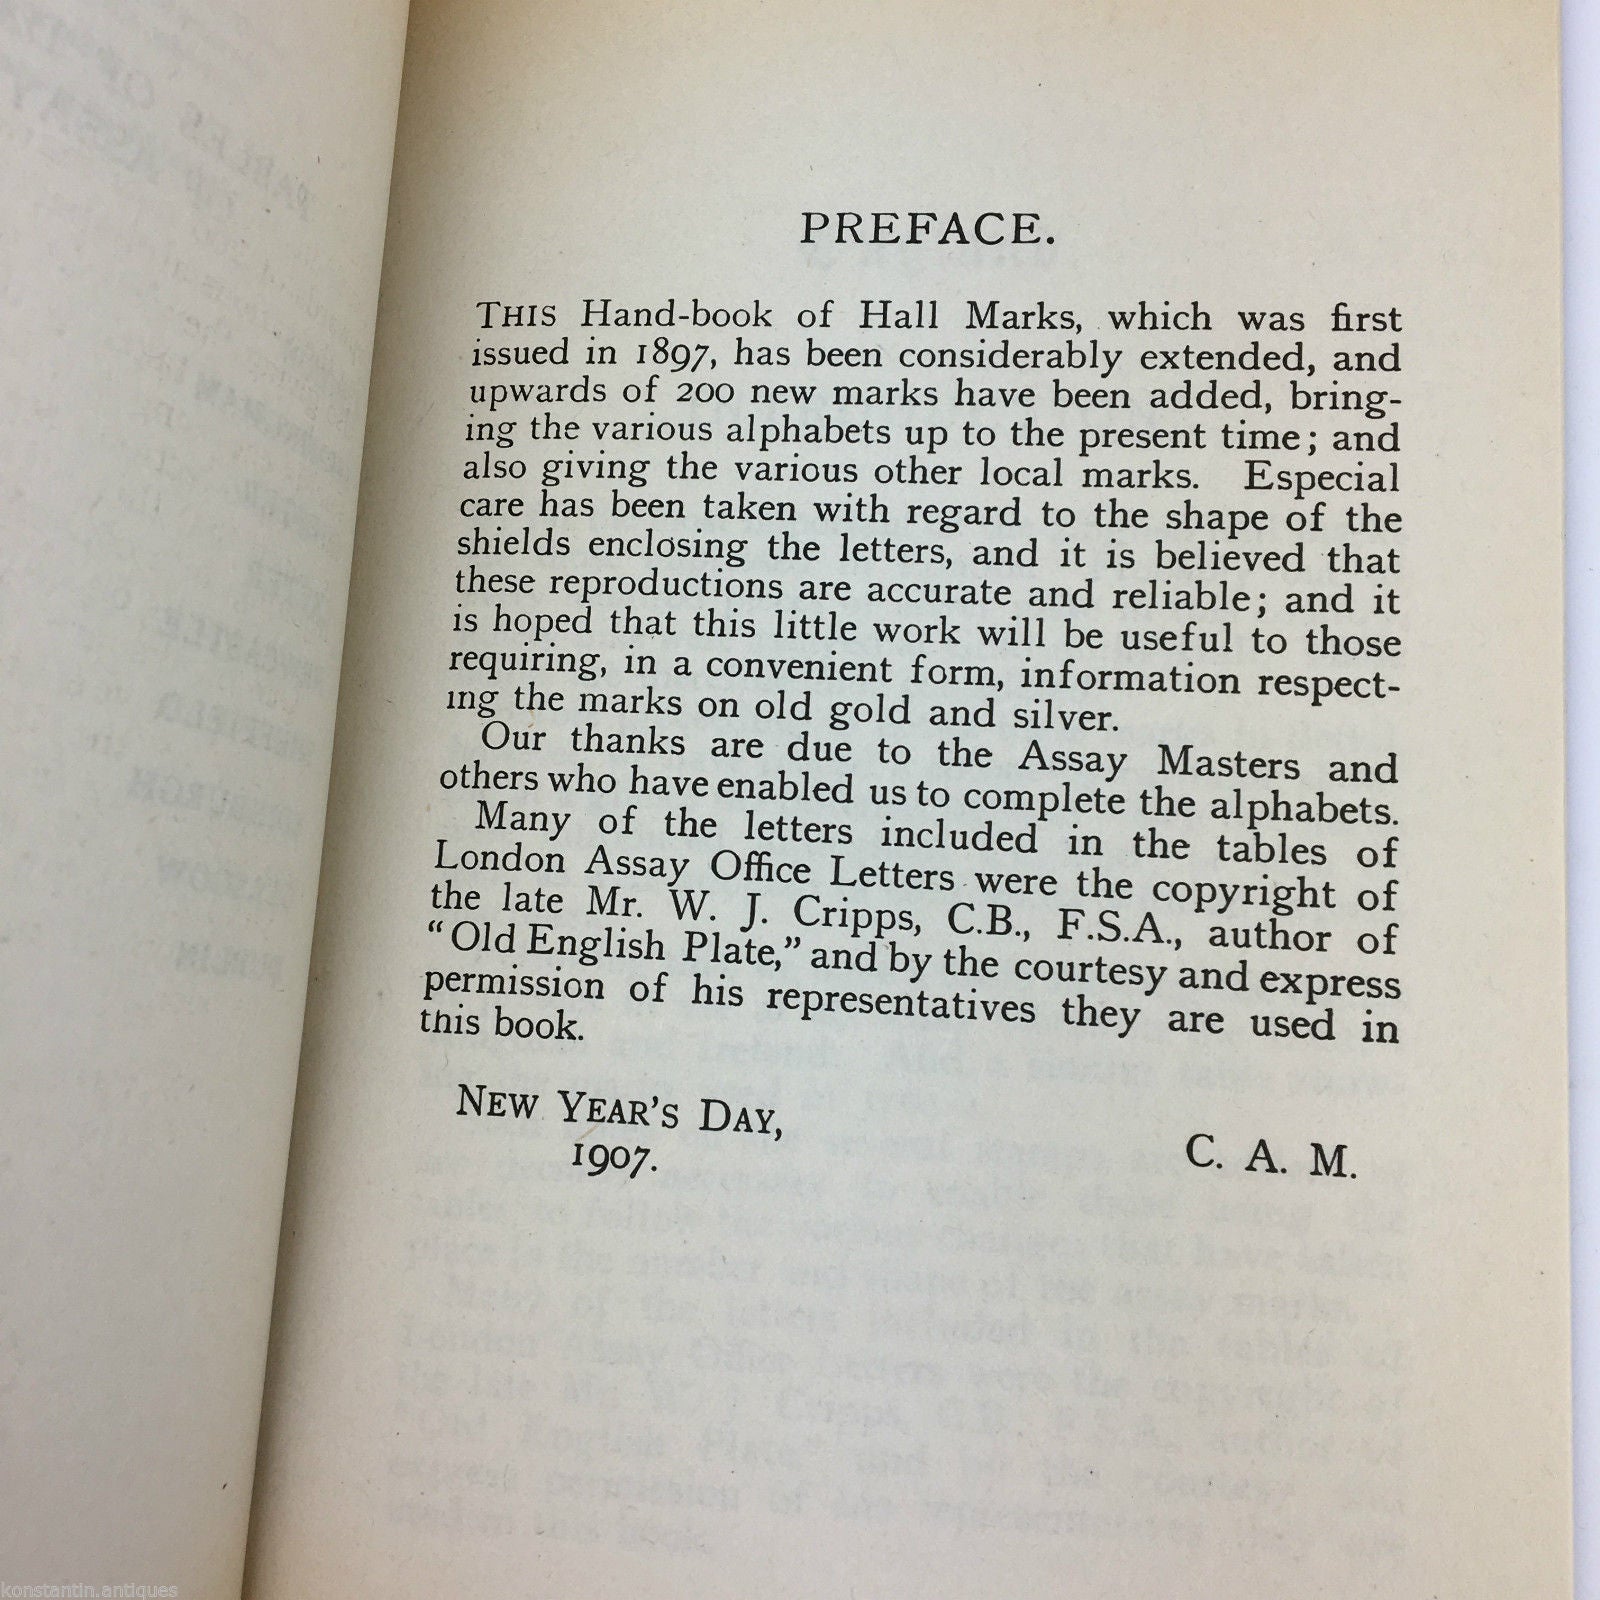 PREFACE.
THIS Hand-book of Hall Marks, which was first
issued in 1897, has been considerably extended, and
upwards of 200 new marks have been added, bring-
ing the various alphabets up to the present time; and
also giving the various other local marks. Especial
care has been taken with regard to the shape of the
shields enclosing the letters, and it is believed that
these reproductions are accurate and reliable; and it
is hoped that this little work will be useful to those
requiring, in a convenient form, information respect-
ing the marks on old gold and silver.
Our thanks are due to the Assay Masters and
others who have enabled us to complete the alphabets.
Many of the letters included in the tables of
London Assay Office Letters were the copyright of
the late Mr. W. J. Cripps, C.B., F.S.A., author of
“Old English Plate,” and by the courtesy and express
permission of his representatives they are used in
this book.
NEW YEAR'S DAY,
1907.
C. A. M.
konstantin.antiques